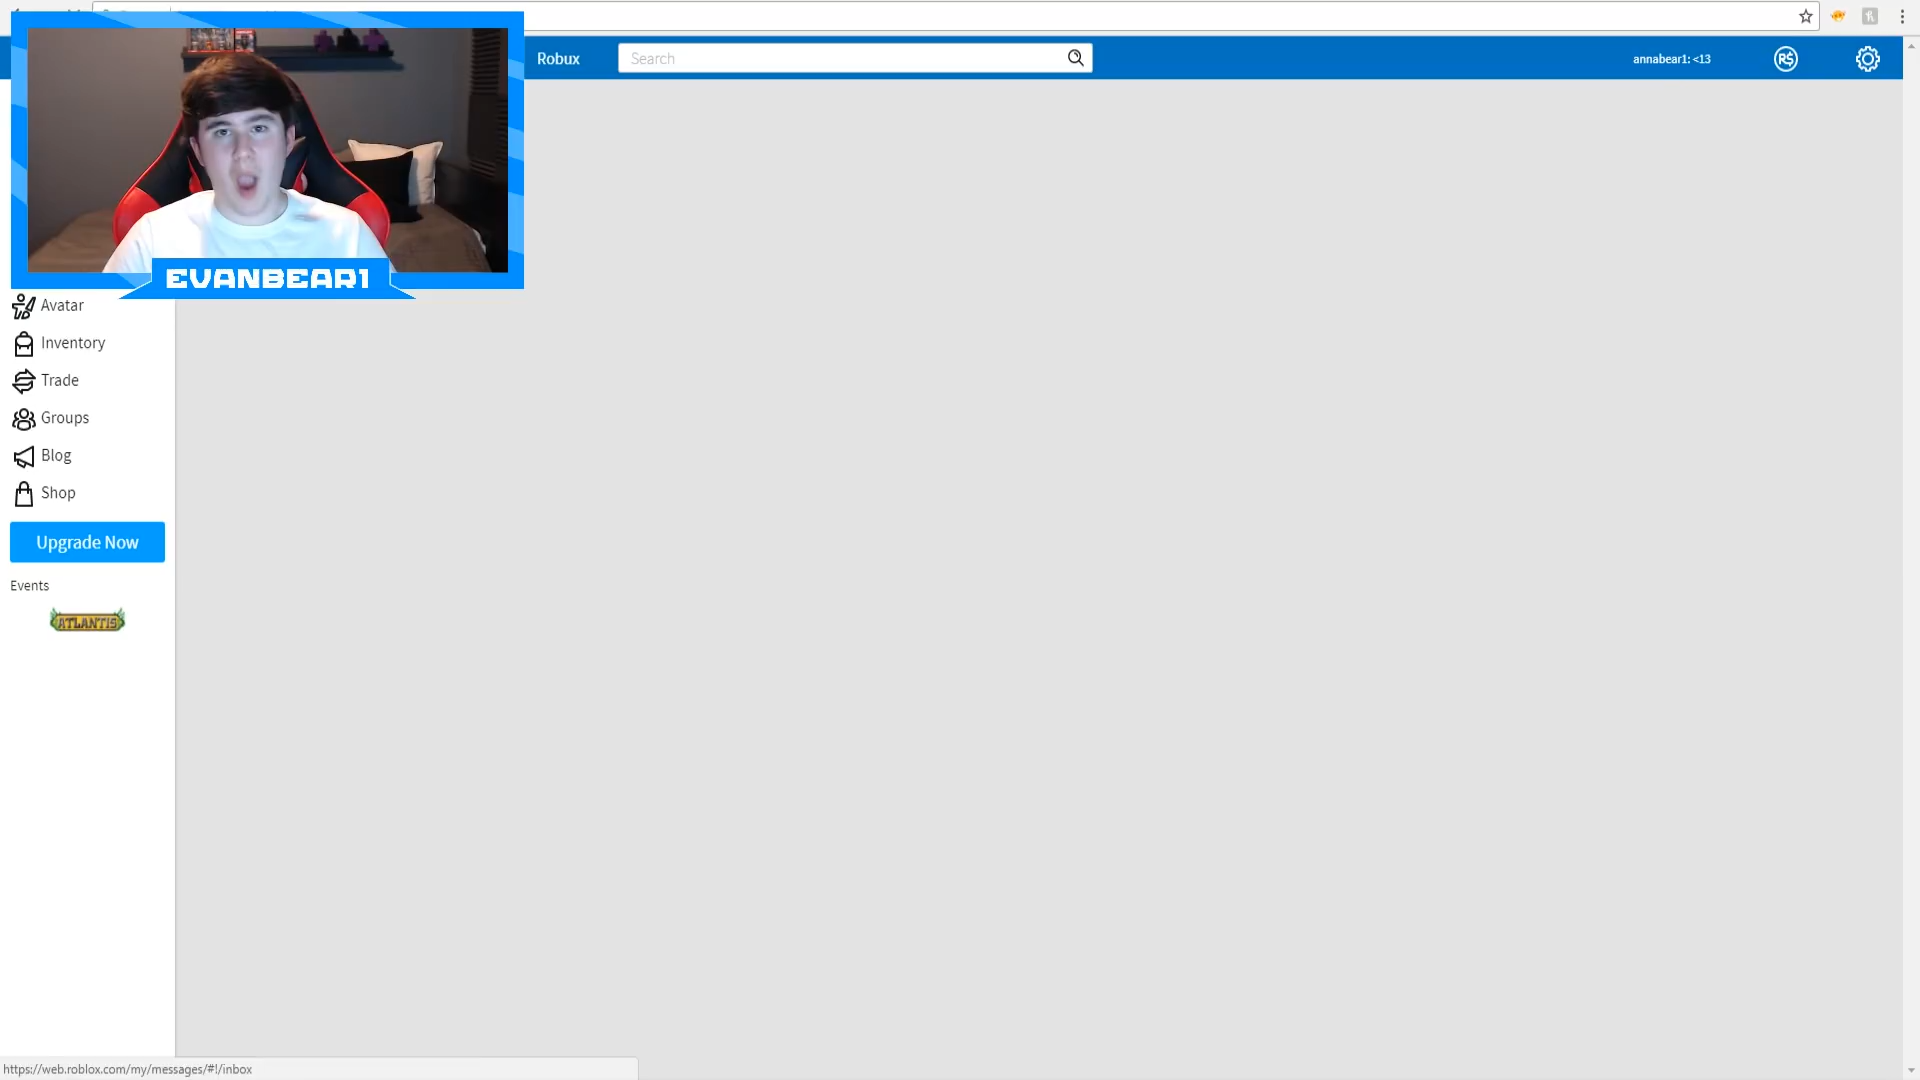 Robux
Search
annabear1: <13
R$
EVANBEAR1
Avatar
Inventory
Trade
Groups
Blog
Shop
Upgrade Now
Events
ATLANTIS
https://web.roblox.com/my/messages/#!/inbox